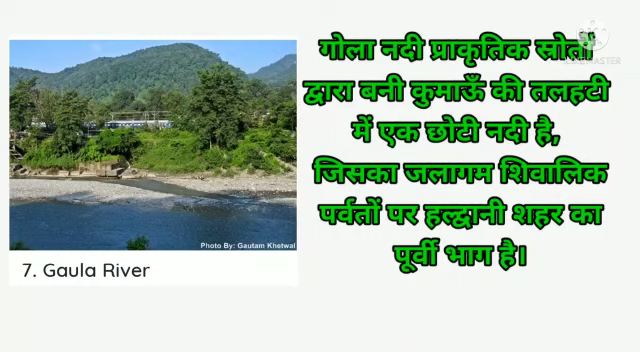 गोला नदी प्राकृतिक स्रोतों
द्वारा बनी कुमाऊँ की तलहटी
में एक छोटी नदी है,
जिसका जलागम शिवालिक
पर्वतों पर हल्द्वानी शहर का
पूर्वी भाग है।
Photo By: Gautam Khetwal
7. Gaula River